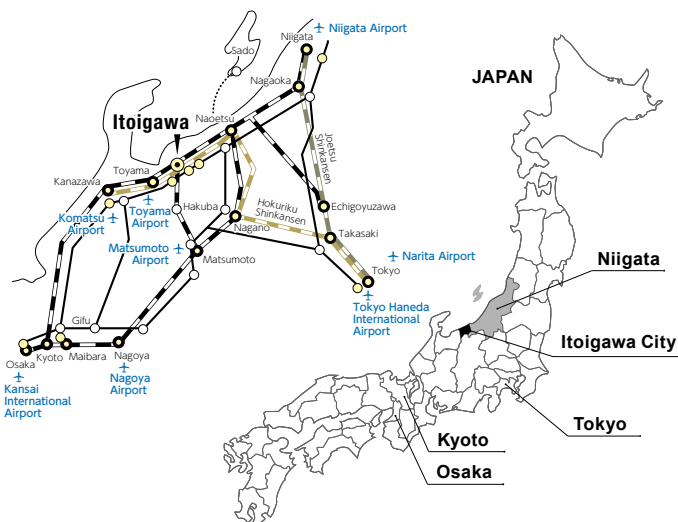 Niigata
Niigata Airport
Sado
Nagaoka
JAPAN
Itoigawa
Naoetsu
Joetsu
Shinkansen
Toyama
Kanazawa
Hakuba
Hokuriku
Shinkansen
Echigoyuzawa
Komatsu
Airport
Toyama
Airport
Nagano
Takasaki
Matsumoto
Airport
Matsumoto
Narita Airport
Tokyo
Niigata
Tokyo Haneda
International
Airport
Itoigawa City
Gifu
Osaka
Kyoto
Maibara
Nagoya
Kansai
International
Airport
Nagoya
Airport
Tokyo
Kyoto
Osaka